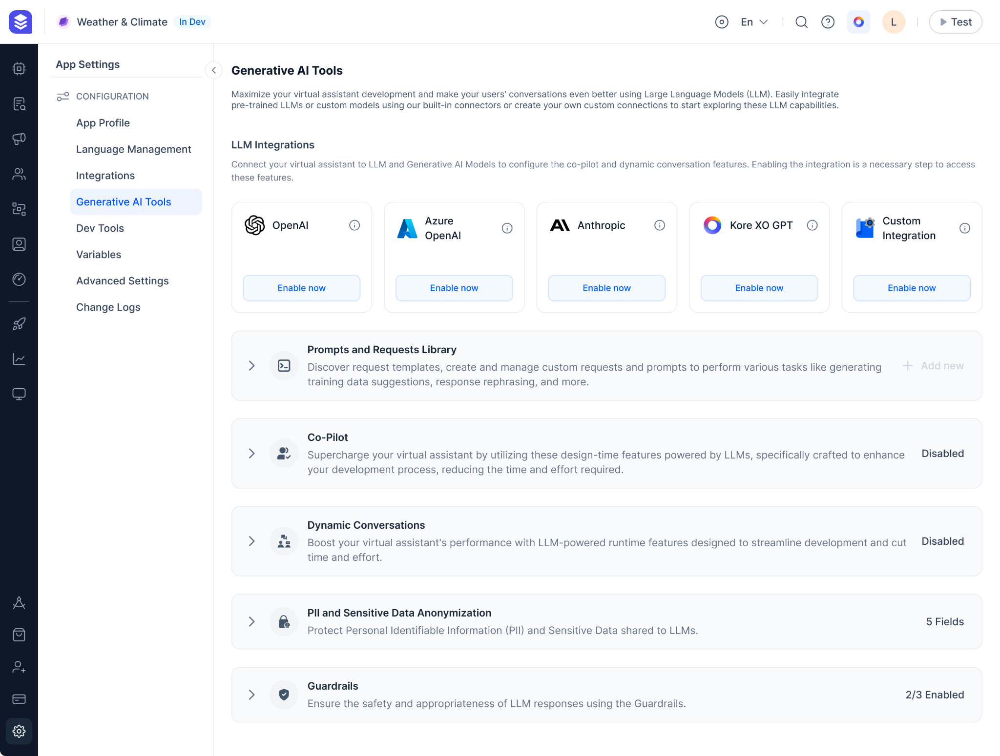 Weather & Climate
In Dev
En
L
Test
App Settings
CONFIGURATION
App Profile
Language Management
Integrations
Generative AI Tools
Dev Tools
Variables
Advanced Settings
Change Logs
Generative AI Tools
Maximize your virtual assistant development and make your users' conversations even better using Large Language Models (LLM). Easily integrate
pre-trained LLMs or custom models using our built-in connectors or create your own custom connections to start exploring these LLM capabilities.
LLM Integrations
Connect your virtual assistant to LLM and Generative AI Models to configure the co-pilot and dynamic conversation features. Enabling the integration is a necessary step to access
these features.
OpenAI
Enable now
Azure
OpenAI
Enable now
Anthropic
Enable now
Kore XO GPT
Enable now
Custom
Integration
Enable now
Prompts and Requests Library
Discover request templates, create and manage custom requests and prompts to perform various tasks like generating
training data suggestions, response rephrasing, and more.
Add new
Co-Pilot
Supercharge your virtual assistant by utilizing these design-time features powered by LLMs, specifically crafted to enhance
your development process, reducing the time and effort required.
Disabled
Dynamic Conversations
Boost your virtual assistant's performance with LLM-powered runtime features designed to streamline development and cut
time and effort.
Disabled
PII and Sensitive Data Anonymization
Protect Personal Identifiable Information (PII) and Sensitive Data shared to LLMs.
5 Fields
Guardrails
Ensure the safety and appropriateness of LLM responses using the Guardrails.
2/3 Enabled